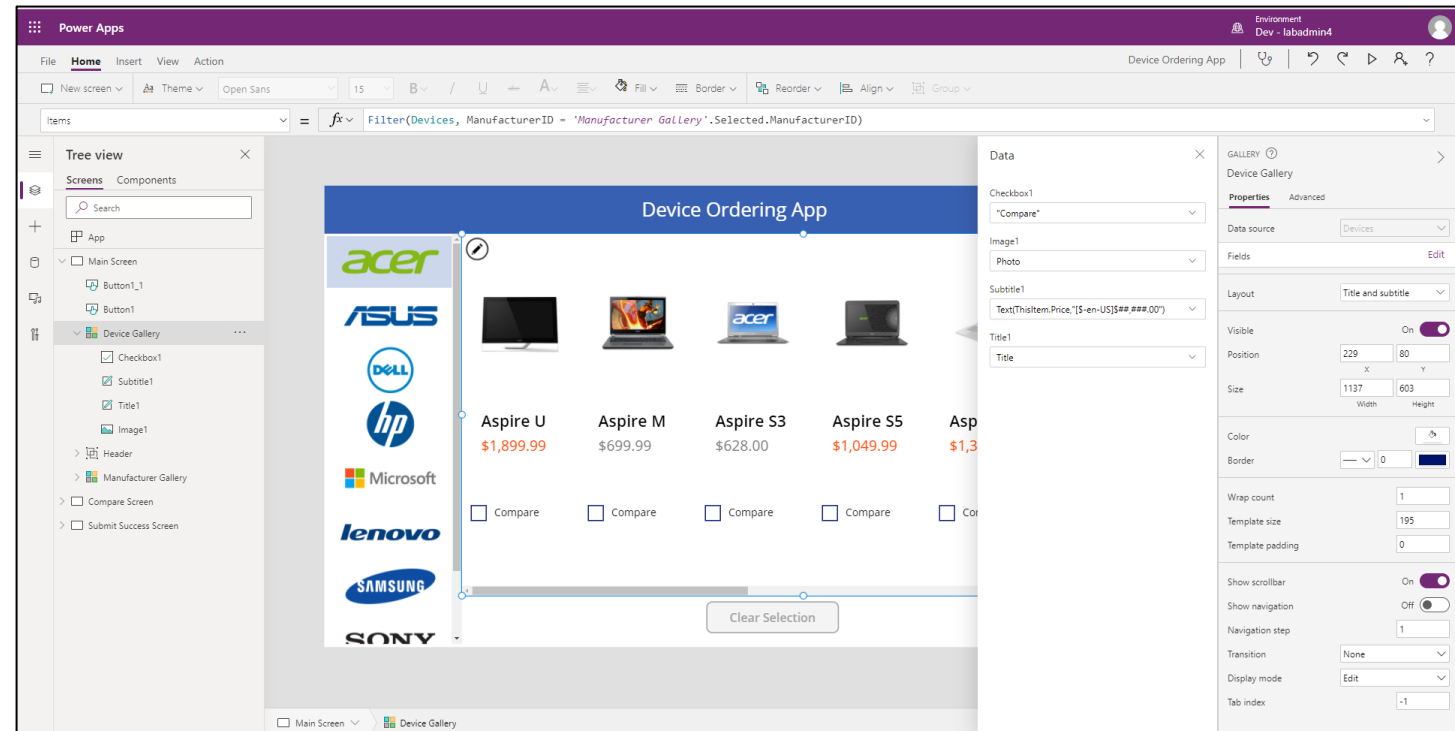 Power Apps
Environment
Dev - labadmin4
File Home Insert View Action
Device Ordering App
New screen Theme Open Sans 15 B / U Fill Border Reorder Align Group
Items = fx Filter(Devices, ManufacturerID = 'Manufacturer Gallery'.Selected.ManufacturerID)
Tree view
Screens Components
Search
App
Main Screen
Button1_1
Button1
Device Gallery
Checkbox1
Subtitle1
Title1
Image1
Header
Manufacturer Gallery
Compare Screen
Submit Success Screen
Device Ordering App
acer
ASUS
DELL
hp
Microsoft
lenovo
SAMSUNG
SONY
acer
Aspire U Aspire M Aspire S3 Aspire S5 Asp
$1,899.99 $699.99 $628.00 $1,049.99 $1,3
Compare Compare Compare Compare Co
Clear Selection
Main Screen Device Gallery
Data
Checkbox1
"Compare"
Image1
Photo
Subtitle1
Text(ThisItem.Price,"[$-en-US]$##,###.00")
Title1
Title
GALLERY ?
Device Gallery
Properties Advanced
Data source Devices
Fields Edit
Layout Title and subtitle
Visible On
Position 229 80
X Y
Size 1137 603
Width Height
Color
Border 0
Wrap count 1
Template size 195
Template padding 0
Show scrollbar On
Show navigation Off
Navigation step 1
Transition None
Display mode Edit
Tab index -1